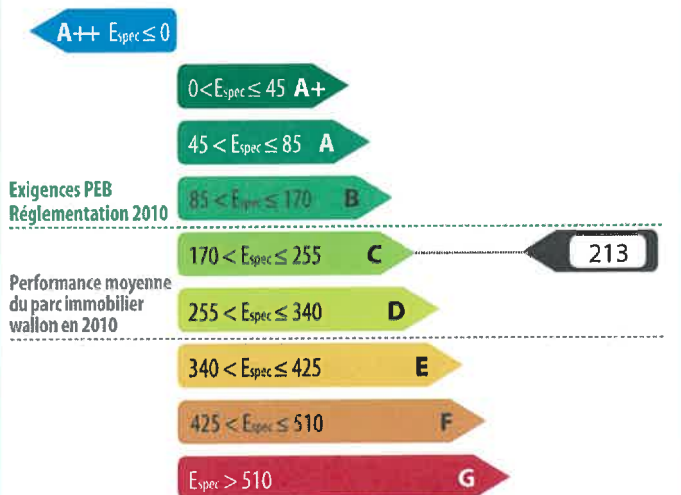 A++ Espec ≤ 0
0 < Espec ≤ 45 A+
45 < Espec ≤ 85 A
Exigences PEB
Réglementation 2010
85 < Espec ≤ 170 B
170 < Espec ≤ 255 C
213
Performance moyenne
du parc immobilier
wallon en 2010
255 < Espec ≤ 340 D
340 < Espec ≤ 425 E
425 < Espec ≤ 510 F
Espec > 510 G